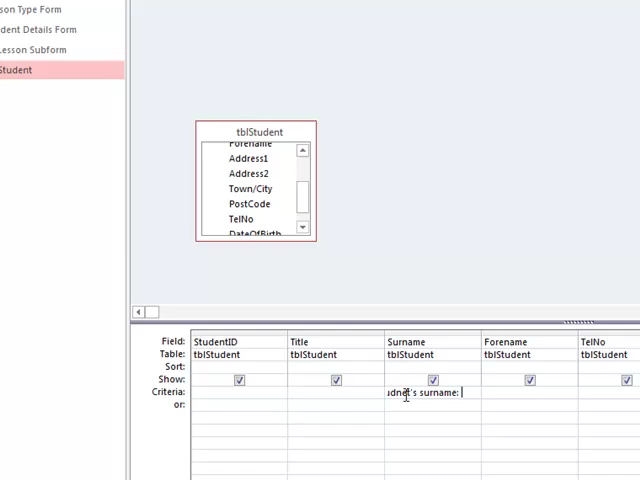 son Type Form
dent Details Form
Lesson Subform
Student
tblStudent
Forename
Address1
Address2
Town/City
PostCode
TelNo
DateOfBirth
Field: StudentID Title Surname Forename TelNo
Table: tblStudent tblStudent tblStudent tblStudent tblStudent
Sort:
Show:
Criteria: 's surname:
or: